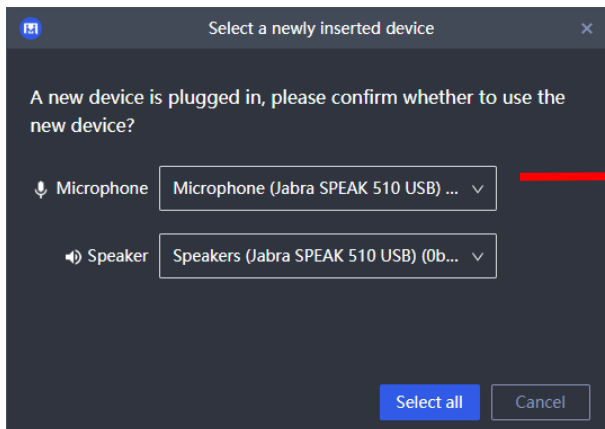 Select a newly inserted device
A new device is plugged in, please confirm whether to use the
new device?
Microphone Microphone (Jabra SPEAK 510 USB) ...
Speaker Speakers (Jabra SPEAK 510 USB) (0b...
Select all Cancel